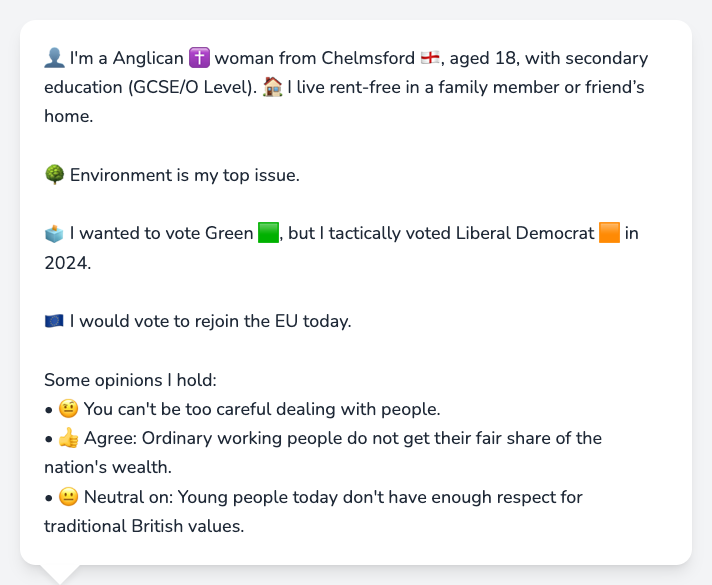 👤 I'm a Anglican ✝️ woman from Chelmsford 🏴󠁧󠁢󠁥󠁮󠁧󠁿, aged 18, with secondary
education (GCSE/O Level). 🏠 I live rent-free in a family member or friend’s
home.
🌳 Environment is my top issue.
🗳️ I wanted to vote Green 🟩, but I tactically voted Liberal Democrat 🟧 in
2024.
🇪🇺 I would vote to rejoin the EU today.
Some opinions I hold:
• 🤨 You can't be too careful dealing with people.
• 👍 Agree: Ordinary working people do not get their fair share of the
nation's wealth.
• 😐 Neutral on: Young people today don't have enough respect for
traditional British values.